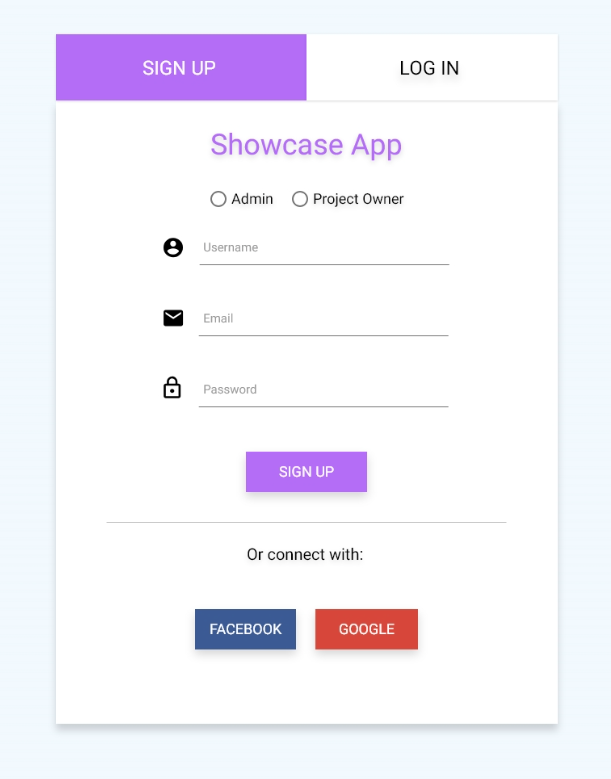 SIGN UP LOG IN
Showcase App
Admin Project Owner
Username
Email
Password
SIGN UP
Or connect with:
FACEBOOK GOOGLE